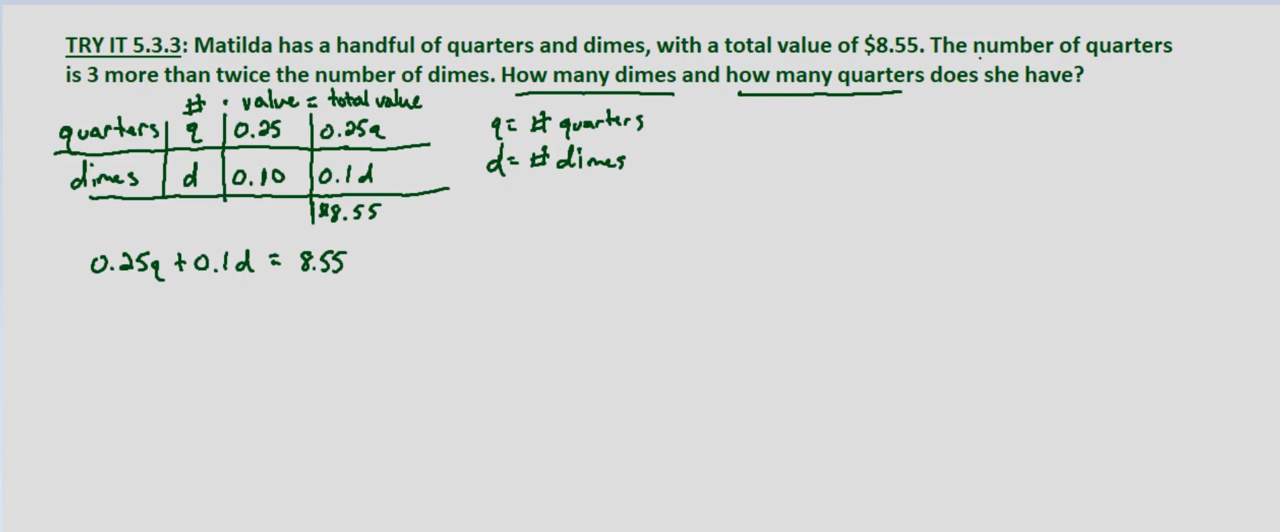 TRY IT 5.3.3: Matilda has a handful of quarters and dimes, with a total value of $8.55. The number of quarters
is 3 more than twice the number of dimes. How many dimes and how many quarters does she have?
# · value = total value
quarters q 0.25 0.25q
dimes d 0.10 0.1d
$8.55
q = # quarters
d = # dimes
0.25q + 0.1d = 8.55